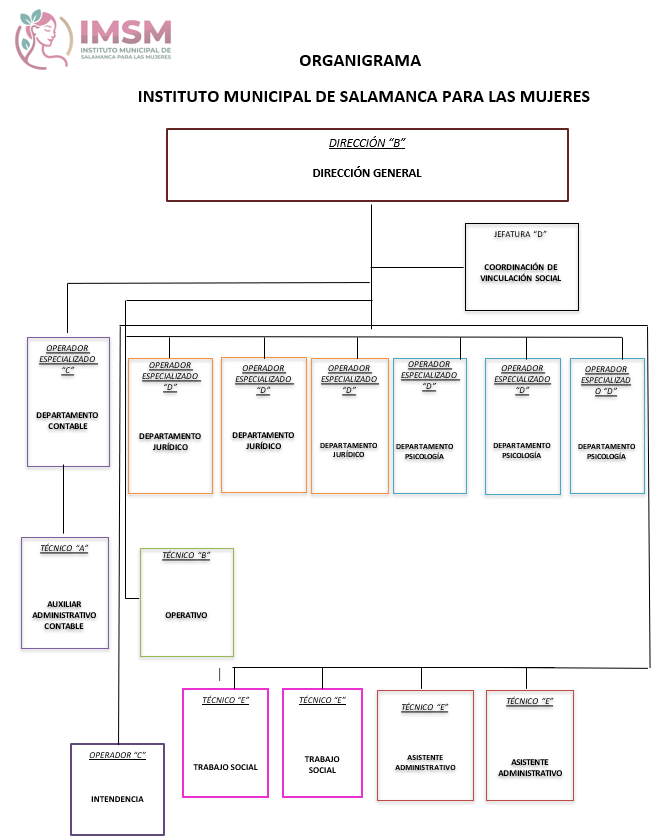 IMSM
INSTITUTO MUNICIPAL DE
SALAMANCA PARA LAS MUJERES
ORGANIGRAMA
INSTITUTO MUNICIPAL DE SALAMANCA PARA LAS MUJERES
DIRECCIÓN “B”
DIRECCIÓN GENERAL
JEFATURA “D”
COORDINACIÓN DE
VINCULACIÓN SOCIAL
OPERADOR
ESPECIALIZADO
“C”
DEPARTAMENTO
CONTABLE
OPERADOR
ESPECIALIZADO
“D”
DEPARTAMENTO
JURÍDICO
OPERADOR
ESPECIALIZADO
“D”
DEPARTAMENTO
JURÍDICO
OPERADOR
ESPECIALIZADO
“D”
DEPARTAMENTO
JURÍDICO
OPERADOR
ESPECIALIZADO
“D”
DEPARTAMENTO
PSICOLOGÍA
OPERADOR
ESPECIALIZADO
“D”
DEPARTAMENTO
PSICOLOGÍA
OPERADOR
ESPECIALIZAD
O “D”
DEPARTAMENTO
PSICOLOGÍA
TÉCNICO “A”
AUXILIAR
ADMINISTRATIVO
CONTABLE
TÉCNICO “B”
OPERATIVO
TÉCNICO “E”
TRABAJO SOCIAL
TÉCNICO “E”
TRABAJO
SOCIAL
TÉCNICO “E”
ASISTENTE
ADMINISTRATIVO
TÉCNICO “E”
ASISTENTE
ADMINISTRATIVO
OPERADOR “C”
INTENDENCIA